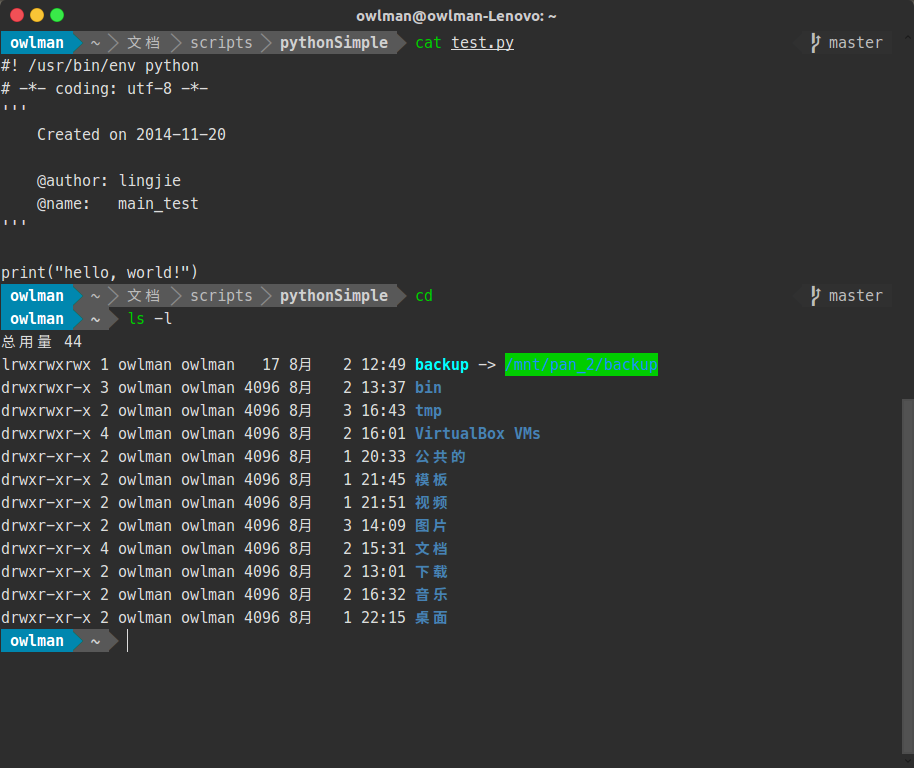 owlman@owlman-Lenovo: ~
owlman ~ 文档 scripts pythonSimple cat test.py master
#! /usr/bin/env python
# -*- coding: utf-8 -*-
'''
    Created on 2014-11-20
    @author: lingjie
    @name:   main_test
'''
print("hello, world!")
owlman ~ 文档 scripts pythonSimple cd master
owlman ~ ls -l
总用量 44
lrwxrwxrwx 1 owlman owlman   17 8月   2 12:49 backup -> /mnt/pan_2/backup
drwxrwxr-x 3 owlman owlman 4096 8月   2 13:37 bin
drwxrwxr-x 2 owlman owlman 4096 8月   3 16:43 tmp
drwxrwxr-x 4 owlman owlman 4096 8月   2 16:01 VirtualBox VMs
drwxr-xr-x 2 owlman owlman 4096 8月   1 20:33 公共的
drwxr-xr-x 2 owlman owlman 4096 8月   1 21:45 模板
drwxr-xr-x 2 owlman owlman 4096 8月   1 21:51 视频
drwxr-xr-x 2 owlman owlman 4096 8月   3 14:09 图片
drwxr-xr-x 4 owlman owlman 4096 8月   2 15:31 文档
drwxr-xr-x 2 owlman owlman 4096 8月   2 13:01 下载
drwxr-xr-x 2 owlman owlman 4096 8月   2 16:32 音乐
drwxr-xr-x 2 owlman owlman 4096 8月   1 22:15 桌面
owlman ~